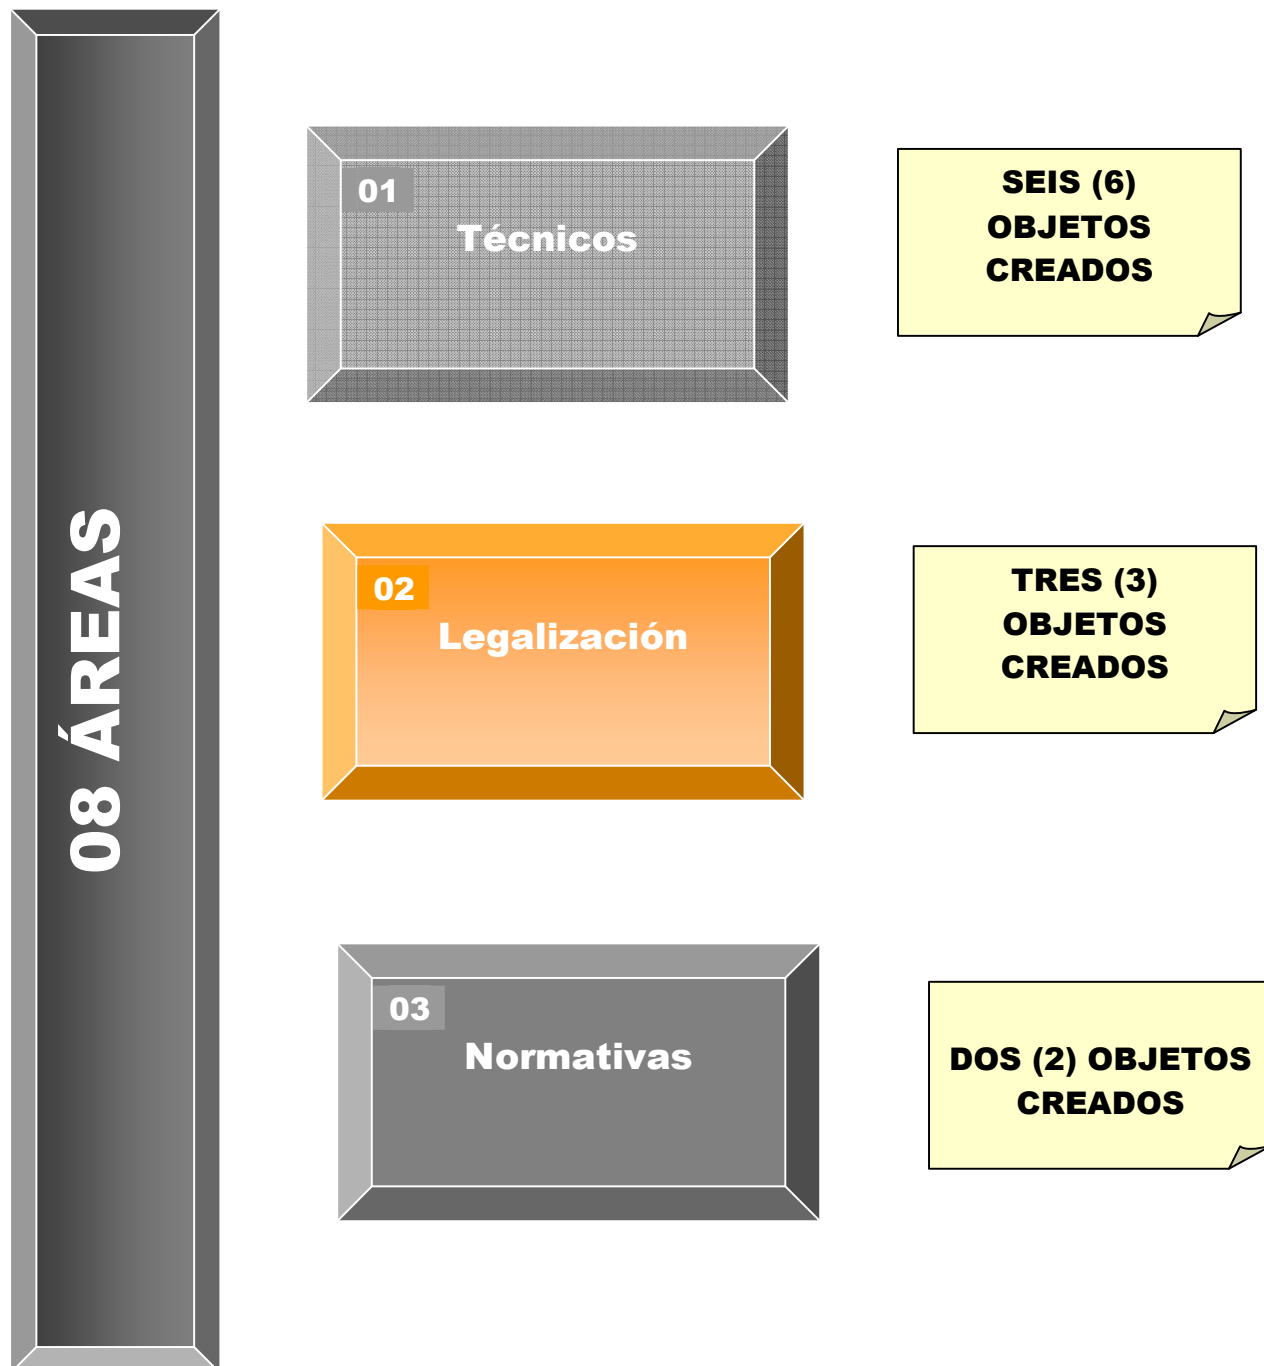 08 ÁREAS
01
Técnicos
SEIS (6)
OBJETOS
CREADOS
02
Legalización
TRES (3)
OBJETOS
CREADOS
03
Normativas
DOS (2) OBJETOS
CREADOS